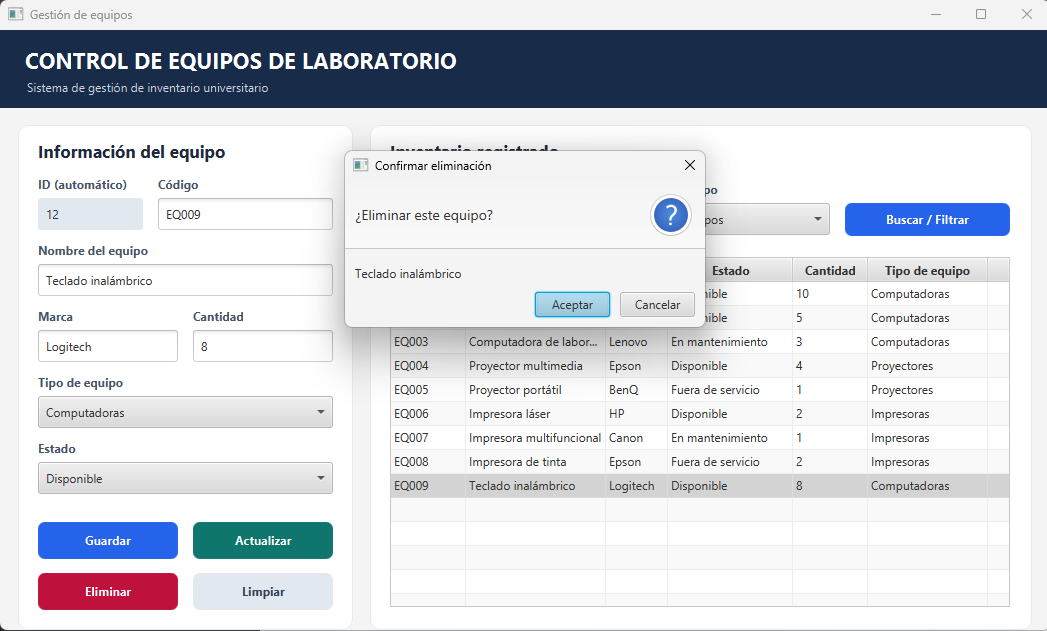 Gestión de equipos
CONTROL DE EQUIPOS DE LABORATORIO
Sistema de gestión de inventario universitario
Información del equipo
ID (automático) Código
12 EQ009
Nombre del equipo
Teclado inalámbrico
Marca Cantidad
Logitech 8
Tipo de equipo
Computadoras
Estado
Disponible
Guardar Actualizar
Eliminar Limpiar
Confirmar eliminación
¿Eliminar este equipo?
?
Teclado inalámbrico
Aceptar Cancelar
Inventario registrado
Buscar / Filtrar
Estado Cantidad Tipo de equipo
10 Computadoras
5 Computadoras
EQ003 Computadora de labor... Lenovo En mantenimiento 3 Computadoras
EQ004 Proyector multimedia Epson Disponible 4 Proyectores
EQ005 Proyector portátil BenQ Fuera de servicio 1 Proyectores
EQ006 Impresora láser HP Disponible 2 Impresoras
EQ007 Impresora multifuncional Canon En mantenimiento 1 Impresoras
EQ008 Impresora de tinta Epson Fuera de servicio 2 Impresoras
EQ009 Teclado inalámbrico Logitech Disponible 8 Computadoras